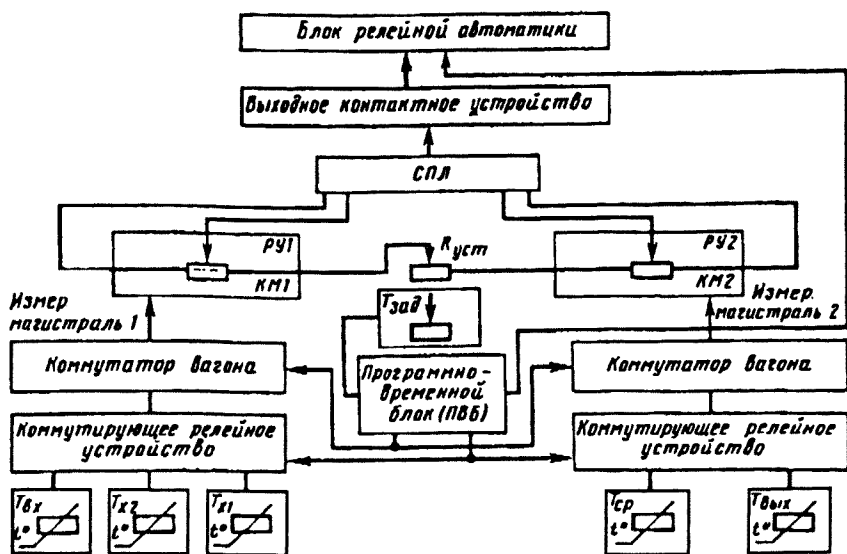 Блок релейной автоматики
Выходное контактное устройство
СПЛ
РУ1
КМ1
Rуст
РУ2
КМ2
Измер
магистраль 1
Измер.
магистраль 2
Tзад
Коммутатор вагона
Программно-
временной
блок (ПВБ)
Коммутатор вагона
Коммутирующее релейное
устройство
Коммутирующее релейное
устройство
Tвх
t°
Tх2
t°
Tх1
t°
Tср
t°
Tвых
t°